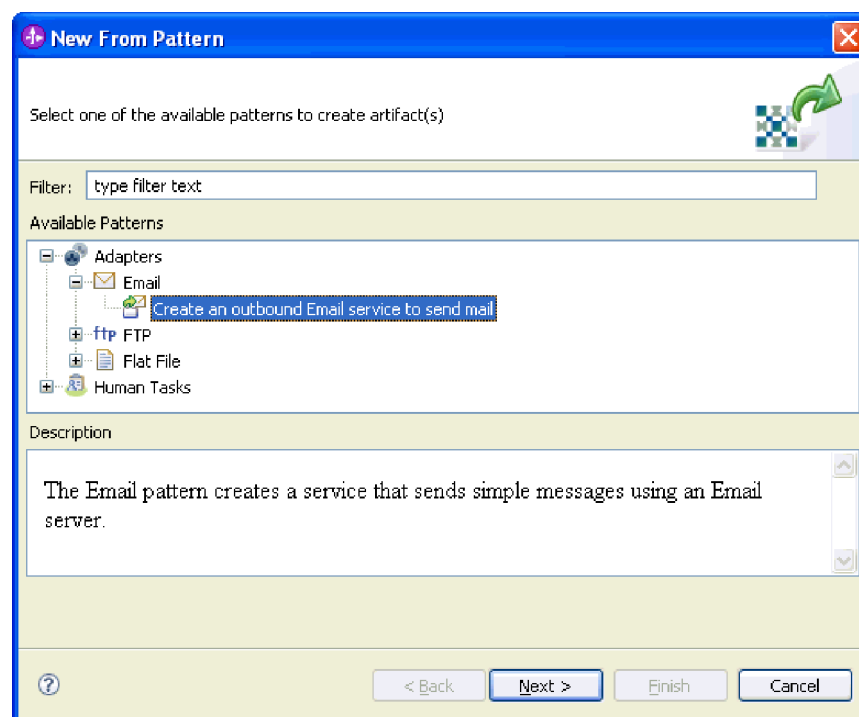 New From Pattern
Select one of the available patterns to create artifact(s)
Filter: type filter text
Available Patterns
Adapters
Email
Create an outbound Email service to send mail
ftp FTP
Flat File
Human Tasks
Description
The Email pattern creates a service that sends simple messages using an Email
server.
? < Back Next > Finish Cancel